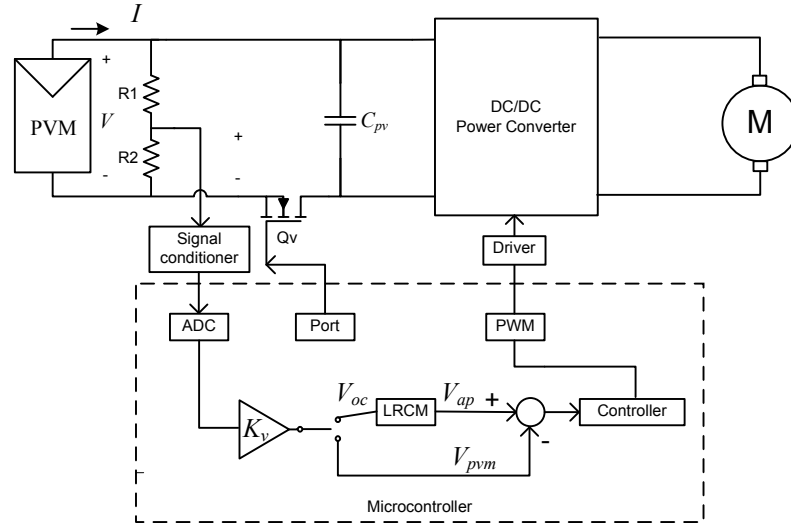 I
+
R1
PVM
V
DC/DC
Power Converter
C_pv
M
+
R2
-
-
Qv
Signal
conditioner
Driver
ADC
Port
PWM
V_oc
V_ap
LRCM
+
Controller
K_v
-
V_pvm
Microcontroller